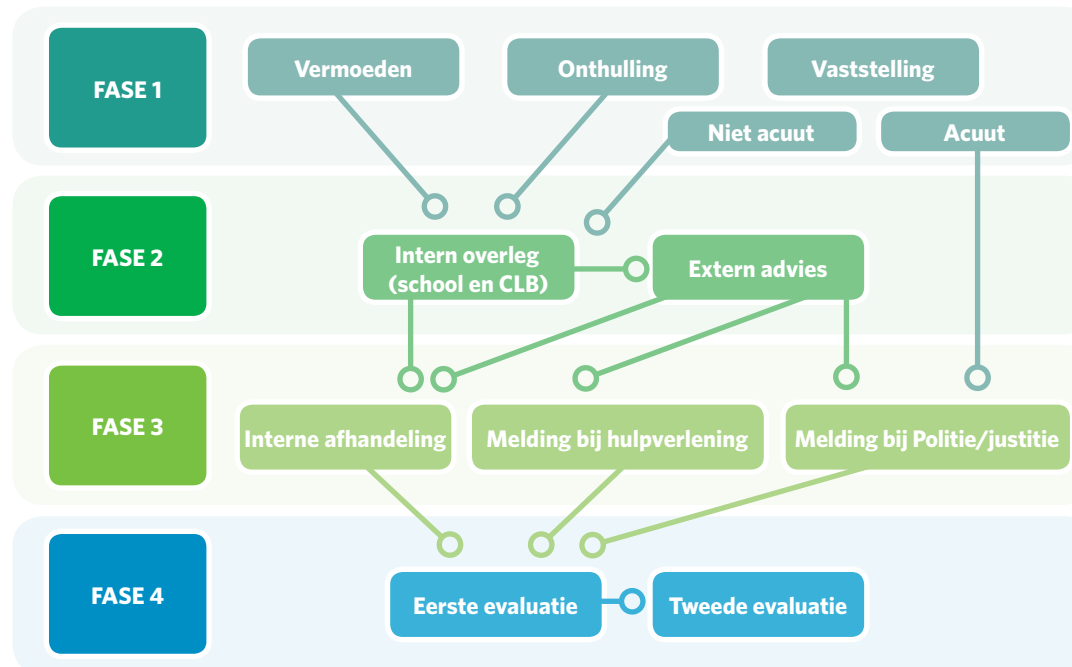 FASE 1
Vermoeden
Onthulling
Vaststelling
Niet acuut
Acuut
FASE 2
Intern overleg
(school en CLB)
Extern advies
FASE 3
Interne afhandeling
Melding bij hulpverlening
Melding bij Politie/justitie
FASE 4
Eerste evaluatie
Tweede evaluatie